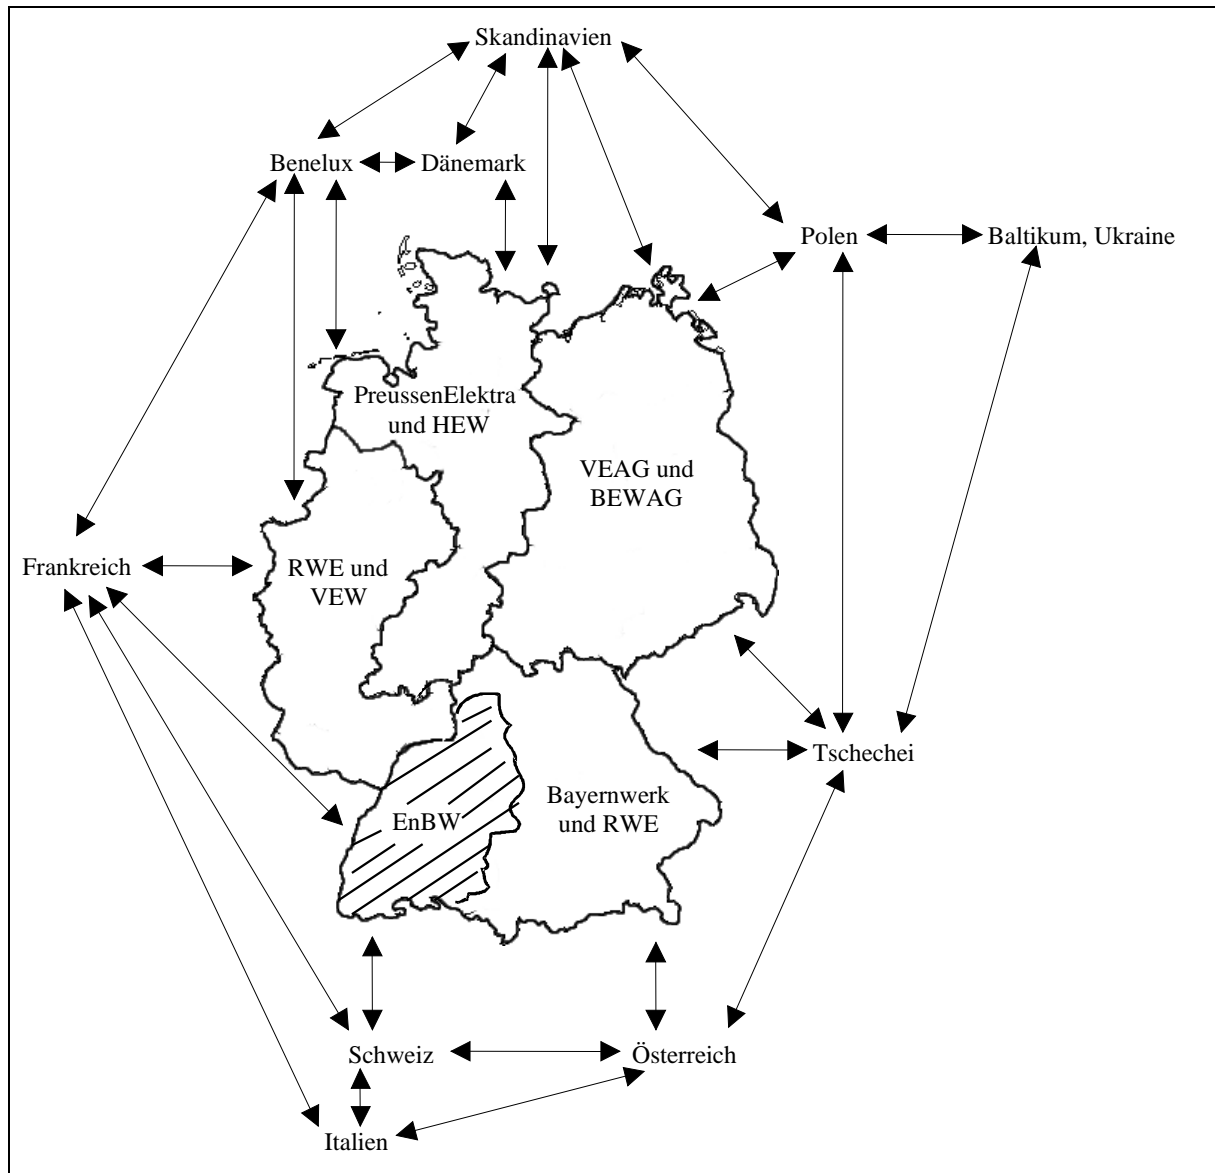 Skandinavien
Benelux
Dänemark
Polen
Baltikum, Ukraine
PreussenElektra
und HEW
VEAG und
BEWAG
Frankreich
RWE und
VEW
Tschechei
Bayernwerk
und RWE
EnBW
Schweiz
Österreich
Italien